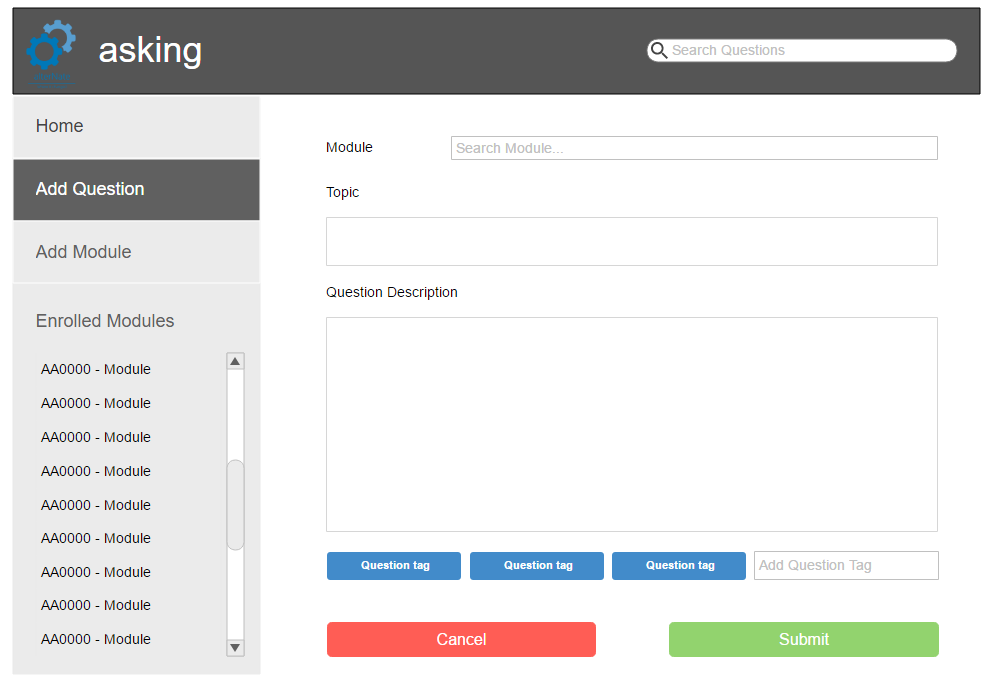 asking
Search Questions
Home
Add Question
Add Module
Enrolled Modules
AA0000 - Module
AA0000 - Module
AA0000 - Module
AA0000 - Module
AA0000 - Module
AA0000 - Module
AA0000 - Module
AA0000 - Module
AA0000 - Module
Module
Search Module...
Topic
Question Description
Question tag
Question tag
Question tag
Add Question Tag
Cancel
Submit